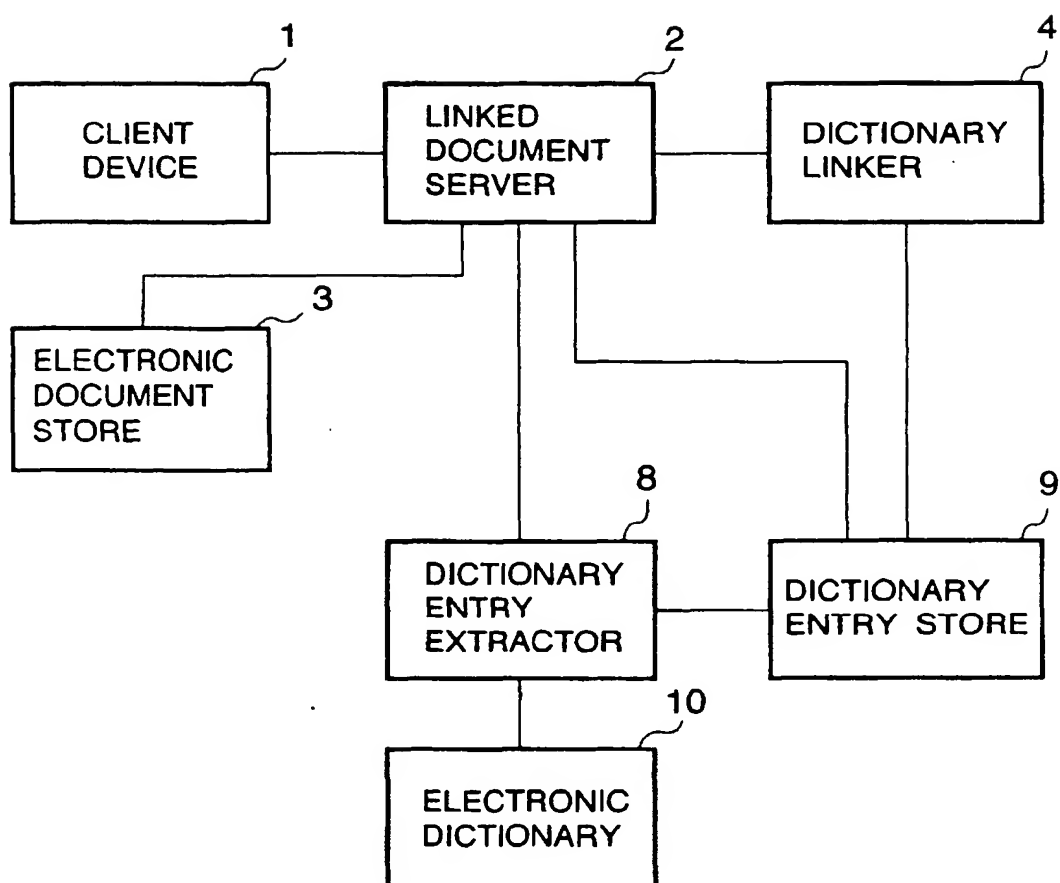 1
CLIENT
DEVICE
2
LINKED
DOCUMENT
SERVER
4
DICTIONARY
LINKER
3
ELECTRONIC
DOCUMENT
STORE
8
DICTIONARY
ENTRY
EXTRACTOR
9
DICTIONARY
ENTRY STORE
10
ELECTRONIC
DICTIONARY